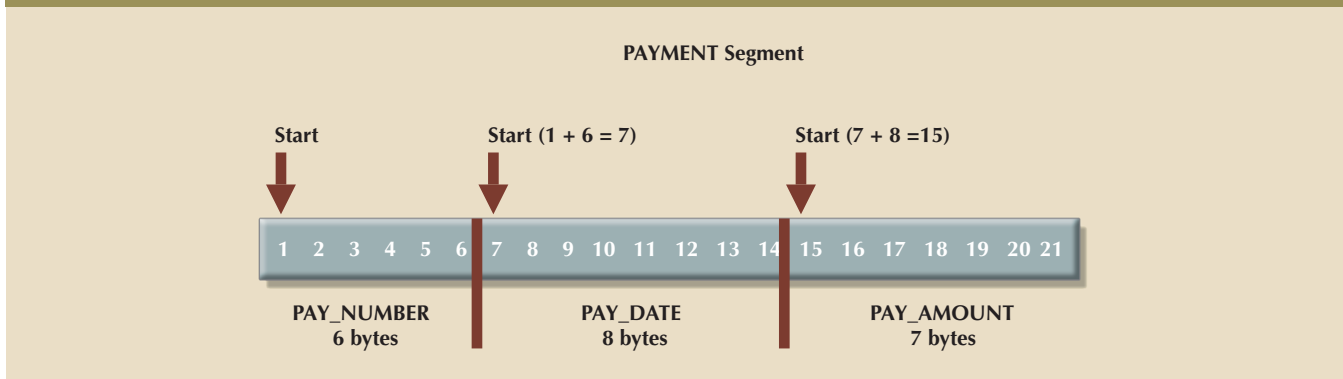 PAYMENT Segment
Start Start (1 + 6 = 7) Start (7 + 8 =15)
1 2 3 4 5 6 7 8 9 10 11 12 13 14 15 16 17 18 19 20 21
PAY_NUMBER PAY_DATE PAY_AMOUNT
6 bytes 8 bytes 7 bytes